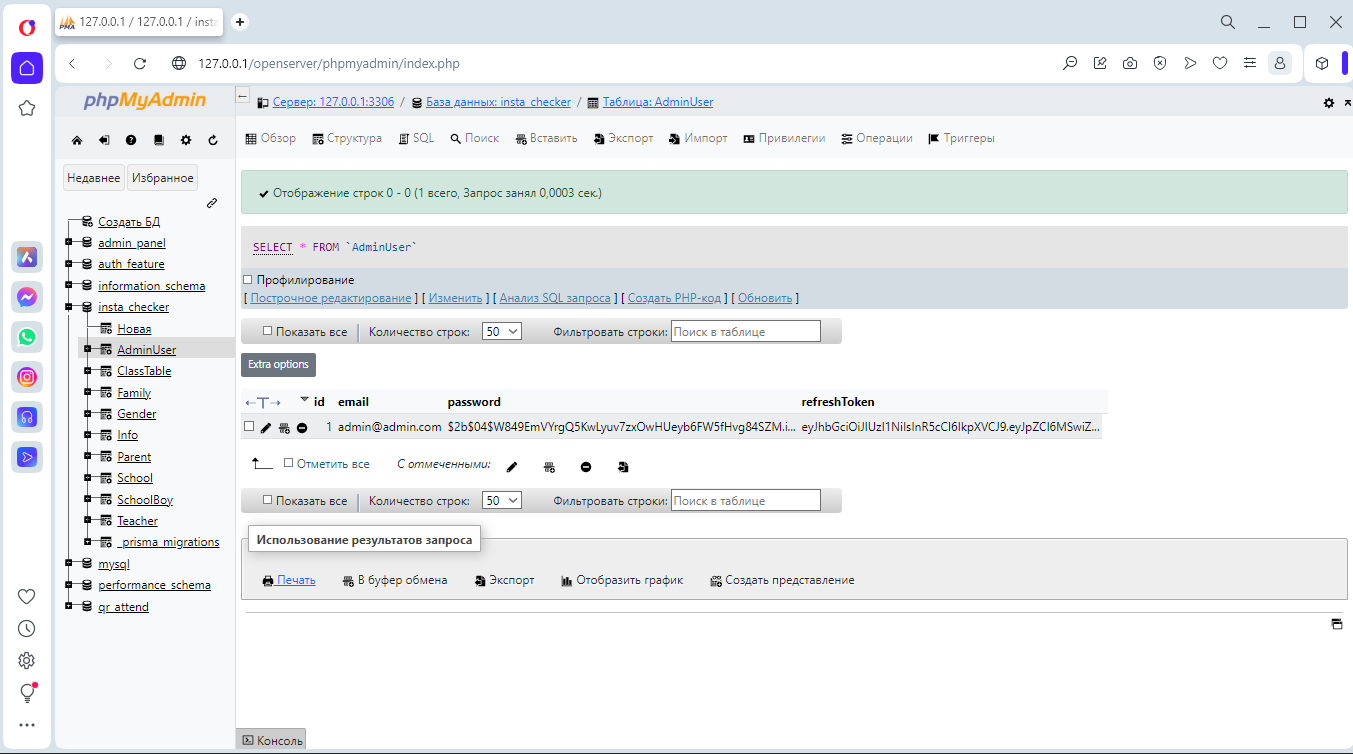 127.0.0.1 / 127.0.0.1 / insta
127.0.0.1/openserver/phpmyadmin/index.php
phpMyAdmin
Недавнее Избранное
Создать БД
admin_panel
auth_feature
information_schema
insta_checker
Новая
AdminUser
ClassTable
Family
Gender
Info
Parent
School
SchoolBoy
Teacher
_prisma_migrations
mysql
performance_schema
qr_attend
Сервер: 127.0.0.1:3306 / База данных: insta_checker / Таблица: AdminUser
Обзор Структура SQL Поиск Вставить Экспорт Импорт Привилегии Операции Триггеры
Отображение строк 0 - 0 (1 всего, Запрос занял 0,0003 сек.)
SELECT * FROM `AdminUser`
Профилирование
[ Построчное редактирование ] [ Изменить ] [ Анализ SQL запроса ] [ Создать PHP-код ] [ Обновить ]
Показать все Количество строк: 50 Фильтровать строки: Поиск в таблице
Extra options
←T→ id email password refreshToken
1 admin@admin.com $2b$04$W849EmVYrgQ5KwLyuv7zxOwHUeyb6FW5fHvg84SZM.i... eyJhbGciOiJIUzI1NiIsInR5cCI6IkpXVCJ9.eyJpZCI6MSwiZ...
Отметить все С отмеченными:
Показать все Количество строк: 50 Фильтровать строки: Поиск в таблице
Использование результатов запроса
Печать В буфер обмена Экспорт Отобразить график Создать представление
Консоль